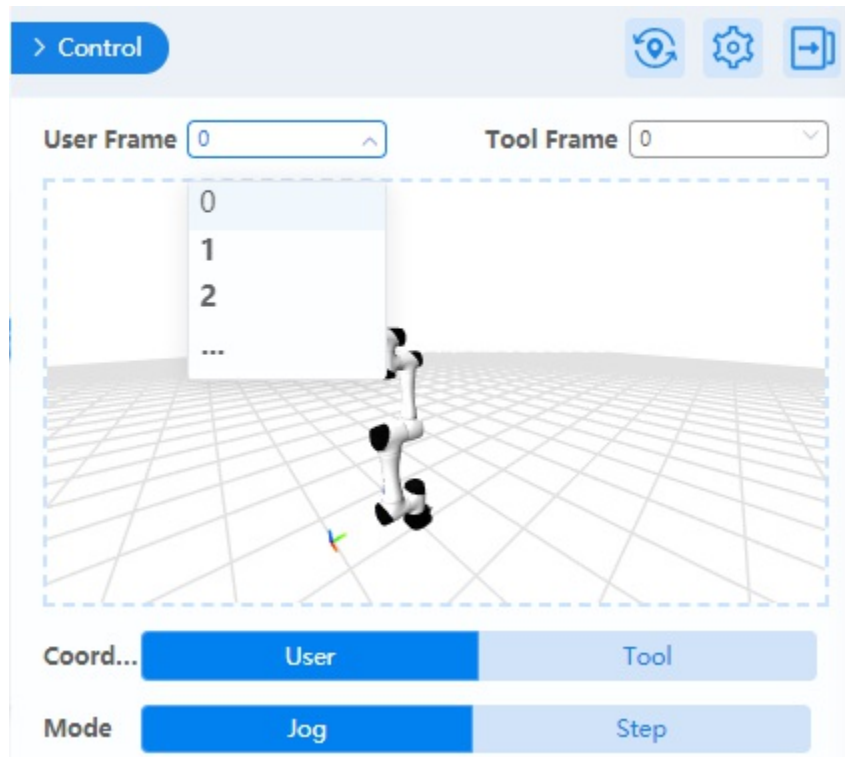 > Control
User Frame 0 Tool Frame 0
0
1
2
...
Coord... User Tool
Mode Jog Step